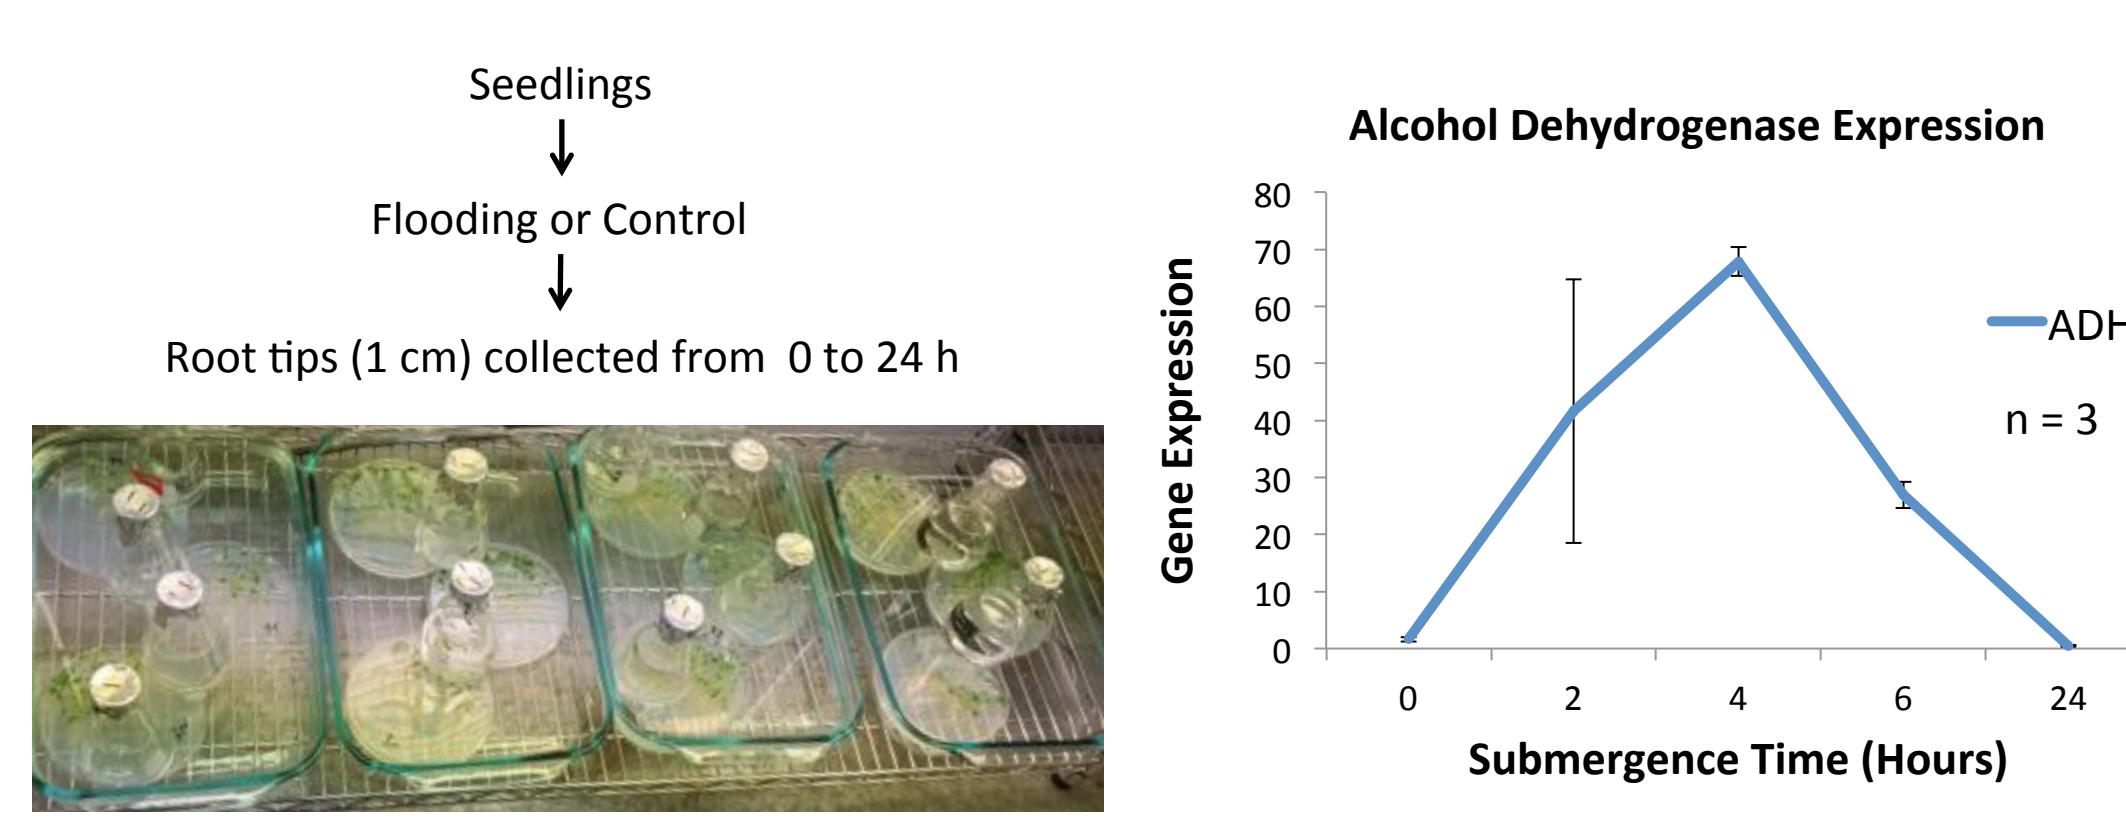 Seedlings
Flooding or Control
Root tips (1 cm) collected from 0 to 24 h
Alcohol Dehydrogenase Expression
Gene Expression
80
70
60
50
40
30
20
10
0
0 2 4 6 24
Submergence Time (Hours)
ADH
n = 3